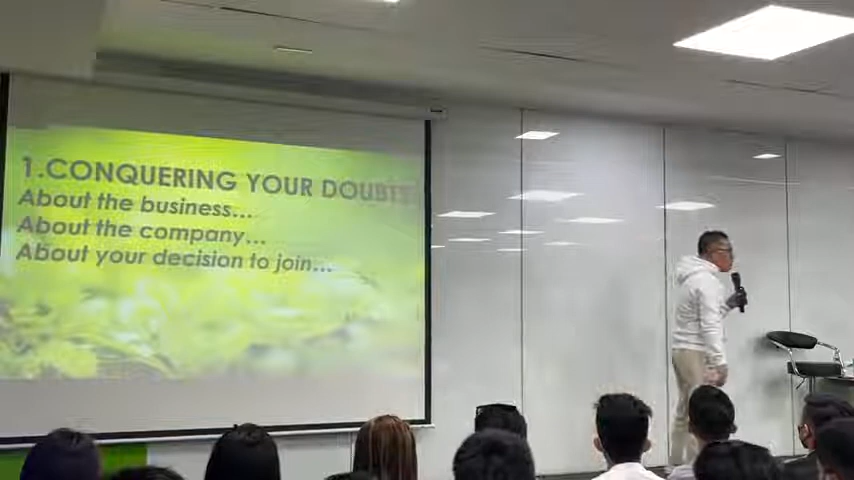 1.CONQUERING YOUR DOUBTS
About the business...
About the company...
About your decision to join...